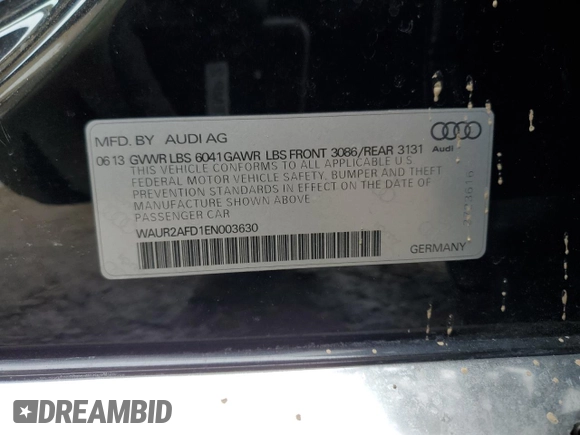 MFD. BY AUDI AG
06 13 GVWR LBS 6041 GAWR LBS FRONT 3086/REAR 3131
Audi
THIS VEHICLE CONFORMS TO ALL APPLICABLE U S
FEDERAL MOTOR VEHICLE SAFETY, BUMPER, AND THEFT
PREVENTION STANDARDS IN EFFECT ON THE DATE OF
MANUFACTURE SHOWN ABOVE
PASSENGER CAR
WAUR2AFD1EN003630
GERMANY
DREAMBID